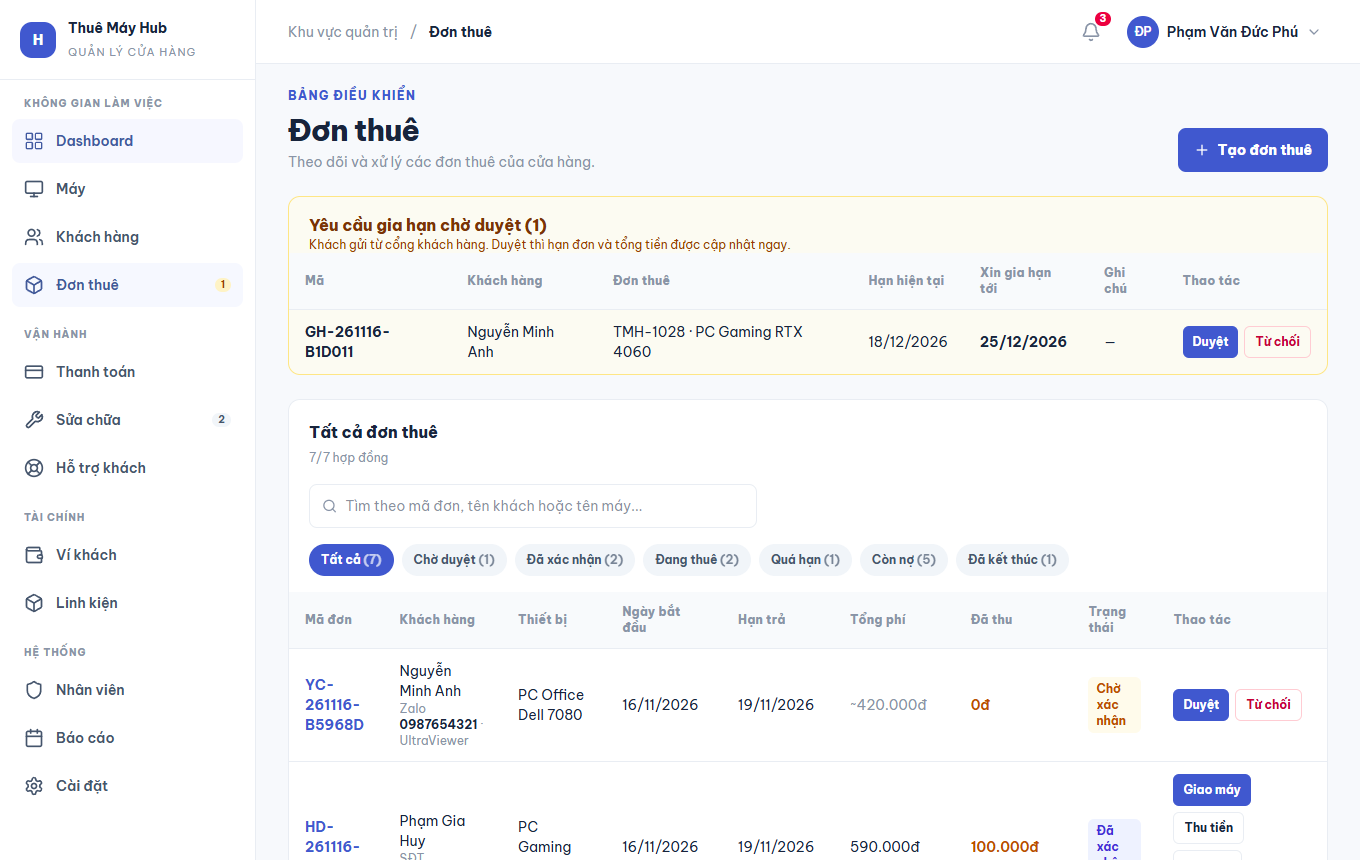 H
Thuê Máy Hub
QUẢN LÝ CỬA HÀNG
KHÔNG GIAN LÀM VIỆC
Dashboard
Máy
Khách hàng
Đơn thuê
1
VẬN HÀNH
Thanh toán
Sửa chữa
2
Hỗ trợ khách
TÀI CHÍNH
Ví khách
Linh kiện
HỆ THỐNG
Nhân viên
Báo cáo
Cài đặt
Khu vực quản trị / Đơn thuê
3
ĐP
Phạm Văn Đức Phú
BẢNG ĐIỀU KHIỂN
Đơn thuê
Theo dõi và xử lý các đơn thuê của cửa hàng.
Tạo đơn thuê
Yêu cầu gia hạn chờ duyệt (1)
Khách gửi từ cổng khách hàng. Duyệt thì hạn đơn và tổng tiền được cập nhật ngay.
Mã
Khách hàng
Đơn thuê
Hạn hiện tại
Xin gia hạn
tới
Ghi
chú
Thao tác
GH-261116-
B1D011
Nguyễn Minh
Anh
TMH-1028 · PC Gaming RTX
4060
18/12/2026
25/12/2026
—
Duyệt
Từ chối
Tất cả đơn thuê
7/7 hợp đồng
Tìm theo mã đơn, tên khách hoặc tên máy...
Tất cả (7)
Chờ duyệt (1)
Đã xác nhận (2)
Đang thuê (2)
Quá hạn (1)
Còn nợ (5)
Đã kết thúc (1)
Mã đơn
Khách hàng
Thiết bị
Ngày bắt
đầu
Hạn trả
Tổng phí
Đã thu
Trạng
thái
Thao tác
YC-
261116-
B5968D
Nguyễn
Minh Anh
Zalo
0987654321 ·
UltraViewer
PC Office
Dell 7080
16/11/2026
19/11/2026
~420.000đ
0đ
Chờ
xác
nhận
Duyệt
Từ chối
HD-
261116-
Phạm Gia
Huy
SĐT
PC
Gaming
16/11/2026
19/11/2026
590.000đ
100.000đ
Đã
xác
Giao máy
Thu tiền